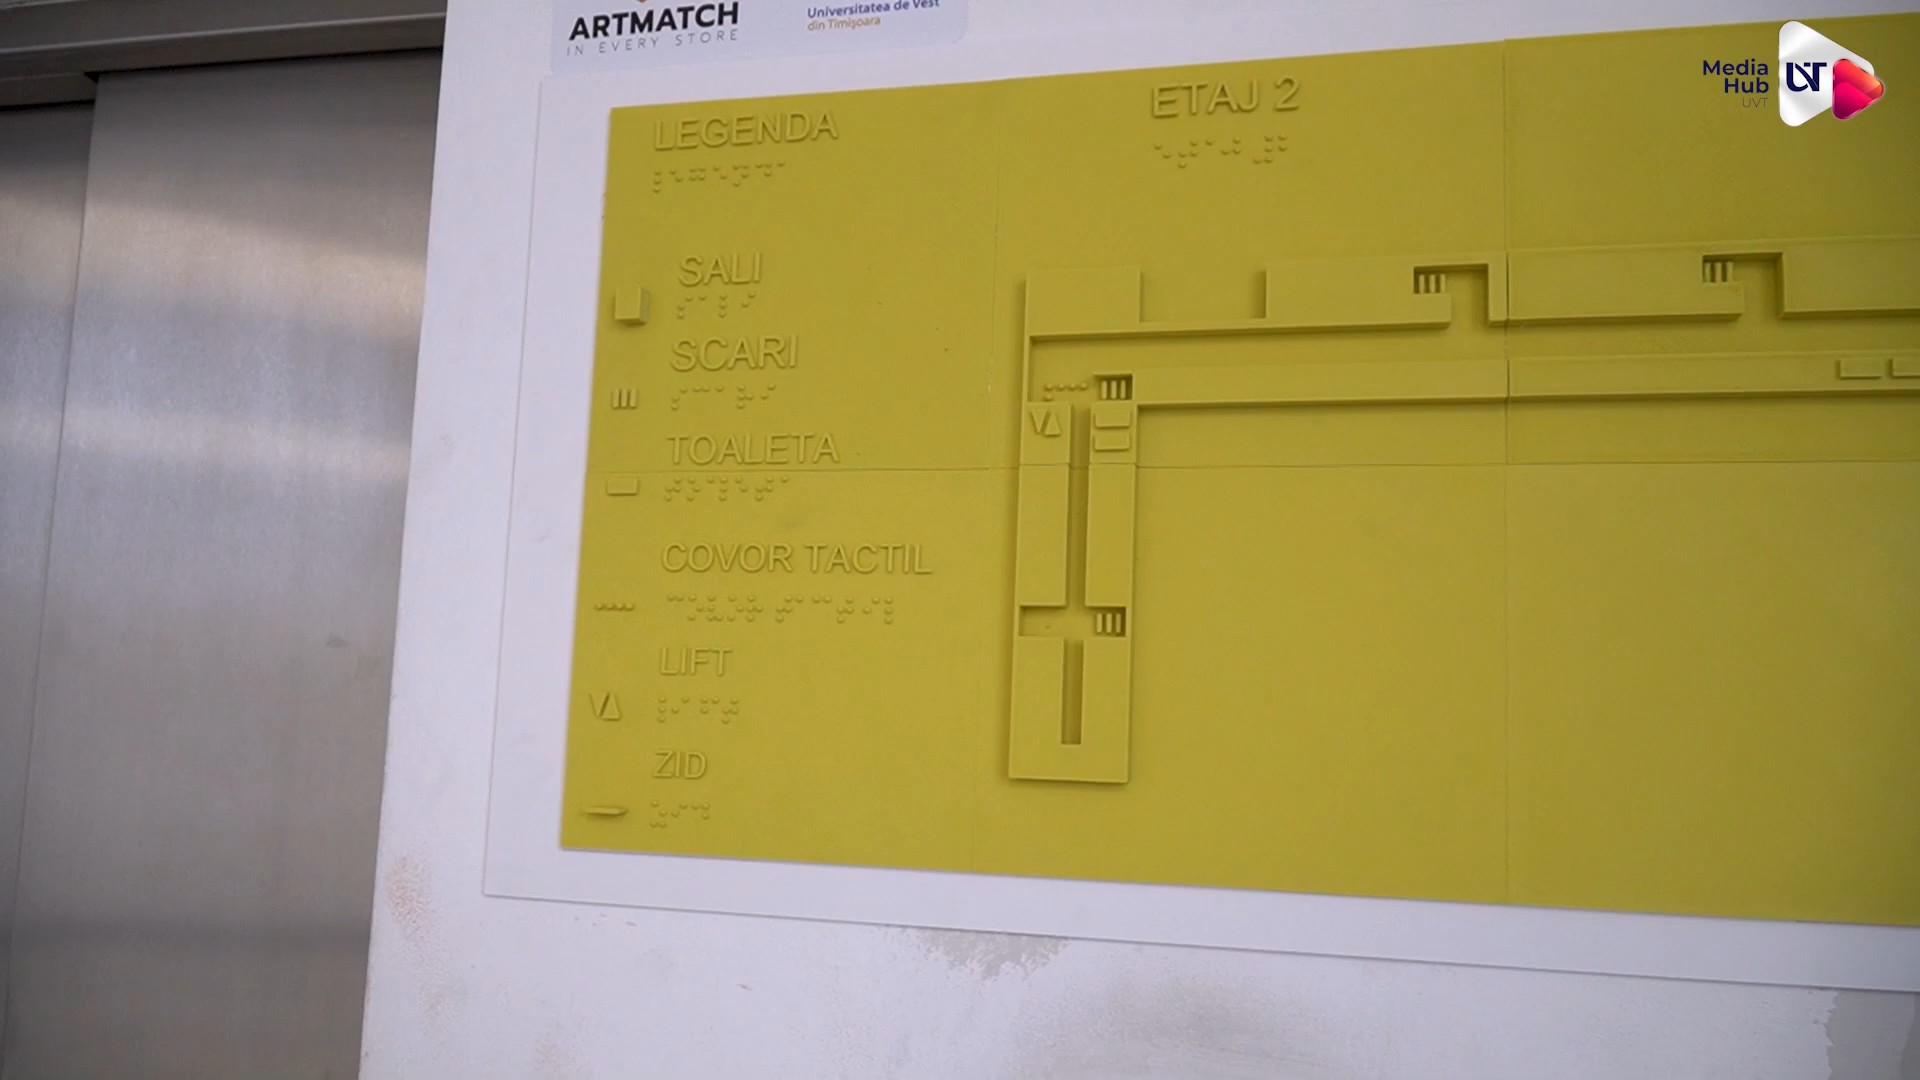 ARTMATCH
IN EVERY STORE
Universitatea de Vest
din Timișoara
Media
Hub
UVT
LEGENDA
ETAJ 2
SALI
SCARI
TOALETA
COVOR TACTIL
LIFT
ZID